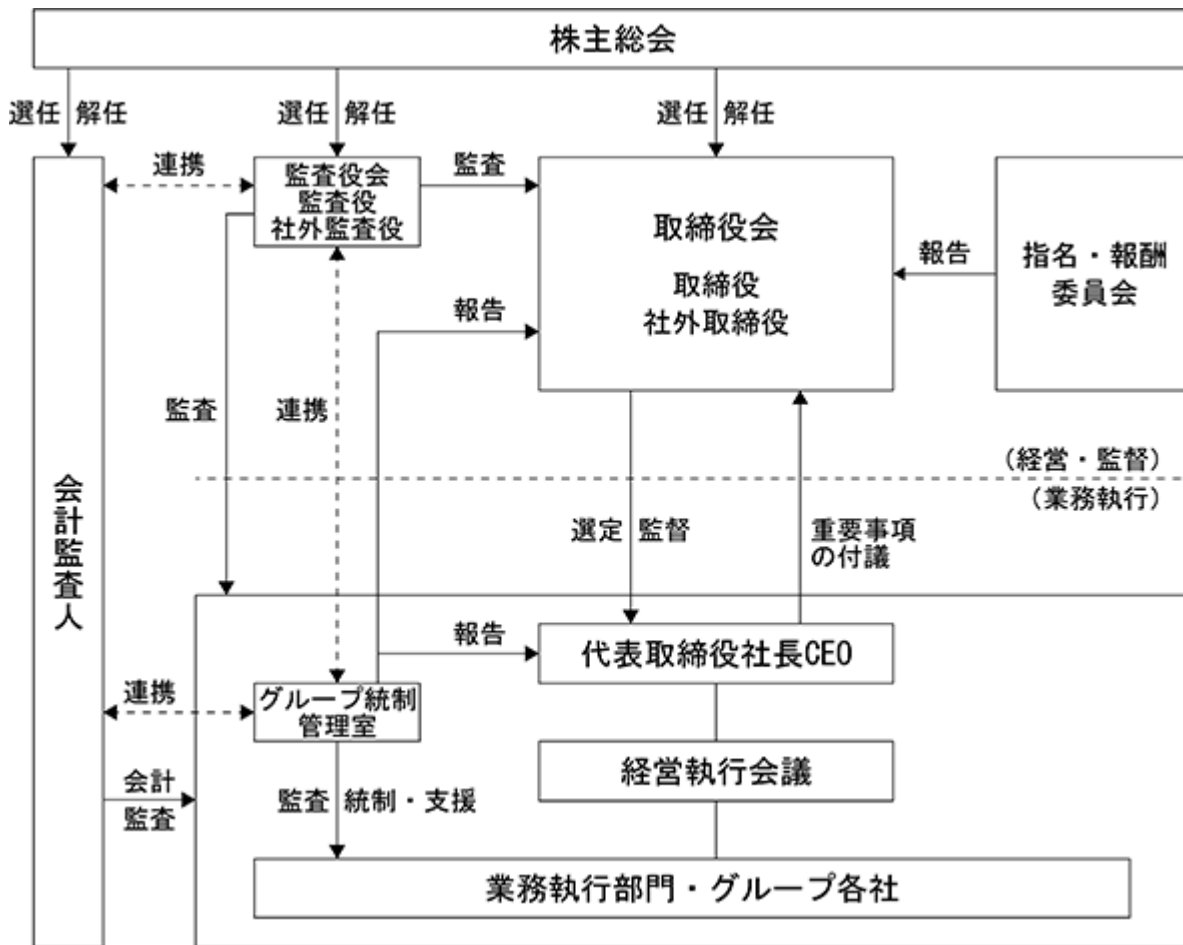 株主総会
選任 解任
選任 解任
選任 解任
連携
監査役会
監査役
社外監査役
監査
取締役会
取締役
社外取締役
報告
指名・報酬
委員会
報告
監査
連携
(経営・監督)
(業務執行)
会計監査人
選定 監督
重要事項
の付議
報告
代表取締役社長CEO
連携
グループ統制
管理室
経営執行会議
会計
監査
監査 統制・支援
業務執行部門・グループ各社